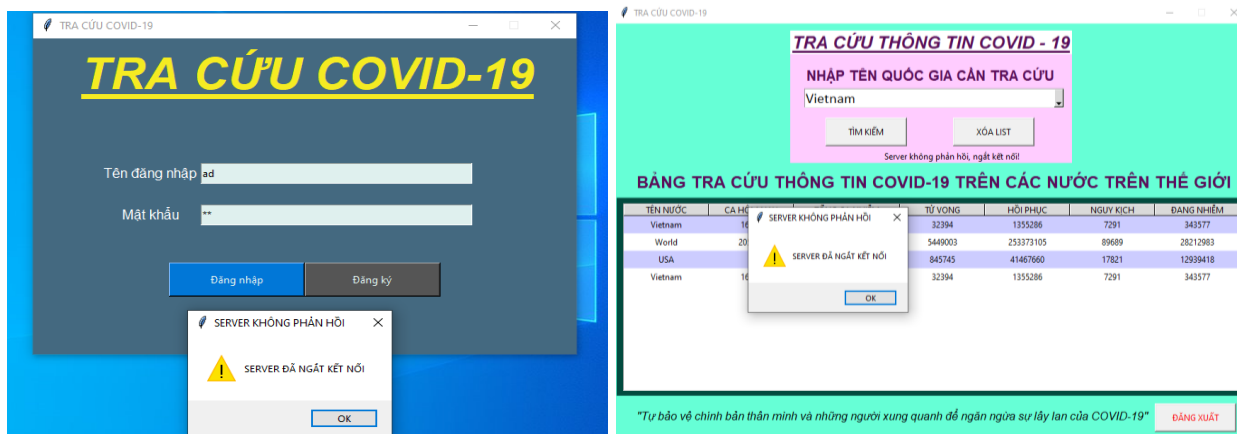 TRA CỨU COVID-19
TRA CỨU COVID-19
Tên đăng nhập ad
Mật khẩu **
Đăng nhập Đăng ký
SERVER KHÔNG PHẢN HỒI
SERVER ĐÃ NGẮT KẾT NỐI
OK
TRA CỨU COVID-19
TRA CỨU THÔNG TIN COVID - 19
NHẬP TÊN QUỐC GIA CẦN TRA CỨU
Vietnam
TÌM KIẾM XÓA LIST
Server không phản hồi, ngắt kết nối!
BẢNG TRA CỨU THÔNG TIN COVID-19 TRÊN CÁC NƯỚC TRÊN THẾ GIỚI
TÊN NƯỚC CA TỬ VONG HỒI PHỤC NGUY KỊCH ĐANG NHIỄM
Vietnam 16 32394 1355286 7291 343577
World 20 5449003 253373105 89689 28212983
USA 845745 41467660 17821 12939418
Vietnam 16 32394 1355286 7291 343577
SERVER KHÔNG PHẢN HỒI
SERVER ĐÃ NGẮT KẾT NỐI
OK
"Tự bảo vệ chính bản thân mình và những người xung quanh để ngăn ngừa sự lây lan của COVID-19"
ĐĂNG XUẤT